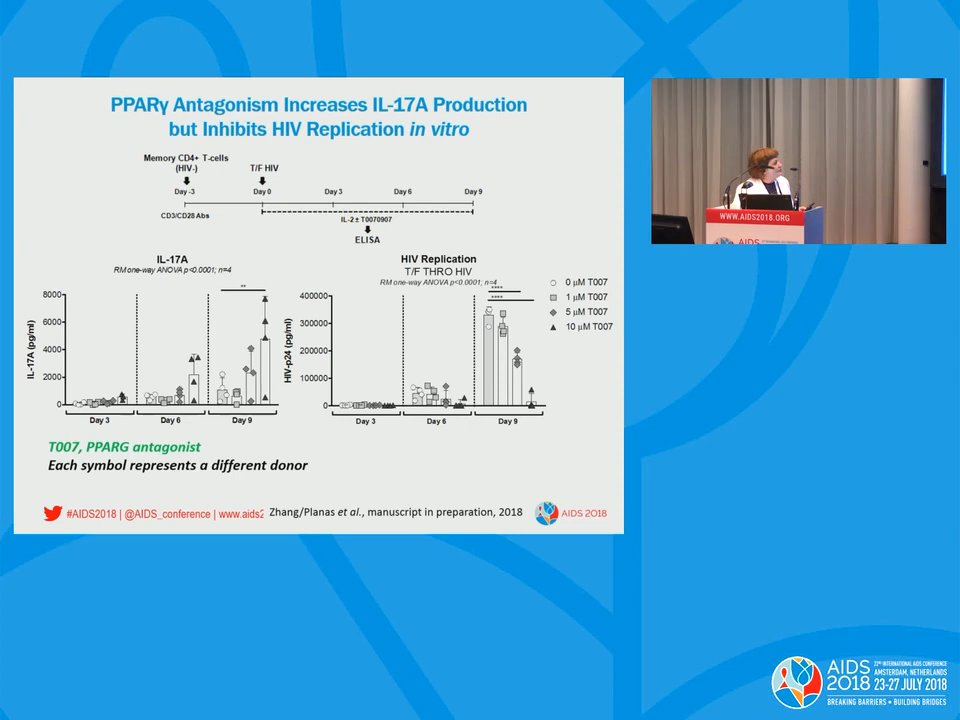 PPARγ Antagonism Increases IL-17A Production
but Inhibits HIV Replication in vitro
Memory CD4+ T-cells
(HIV-)
T/F HIV
Day -3
Day 0
Day 3
Day 6
Day 9
CD3/CD28 Abs
IL-2 ± T0070907
ELISA
IL-17A
RM one-way ANOVA p<0.0001; n=4
**
IL-17A (pg/ml)
8000
6000
4000
2000
0
Day 3
Day 6
Day 9
HIV Replication
T/F THRO HIV
RM one-way ANOVA p<0.0001; n=4
****
****
HIV-p24 (pg/ml)
400000
300000
200000
100000
0
Day 3
Day 6
Day 9
0 µM T007
1 µM T007
5 µM T007
10 µM T007
T007, PPARG antagonist
Each symbol represents a different donor
#AIDS2018 | @AIDS_conference | www.aids2
Zhang/Planas et al., manuscript in preparation, 2018
AIDS 2018
WWW.AIDS2018.ORG
AIDS
AIDS
2018
22ND INTERNATIONAL AIDS CONFERENCE
AMSTERDAM, NETHERLANDS
23-27 JULY 2018
BREAKING BARRIERS • BUILDING BRIDGES